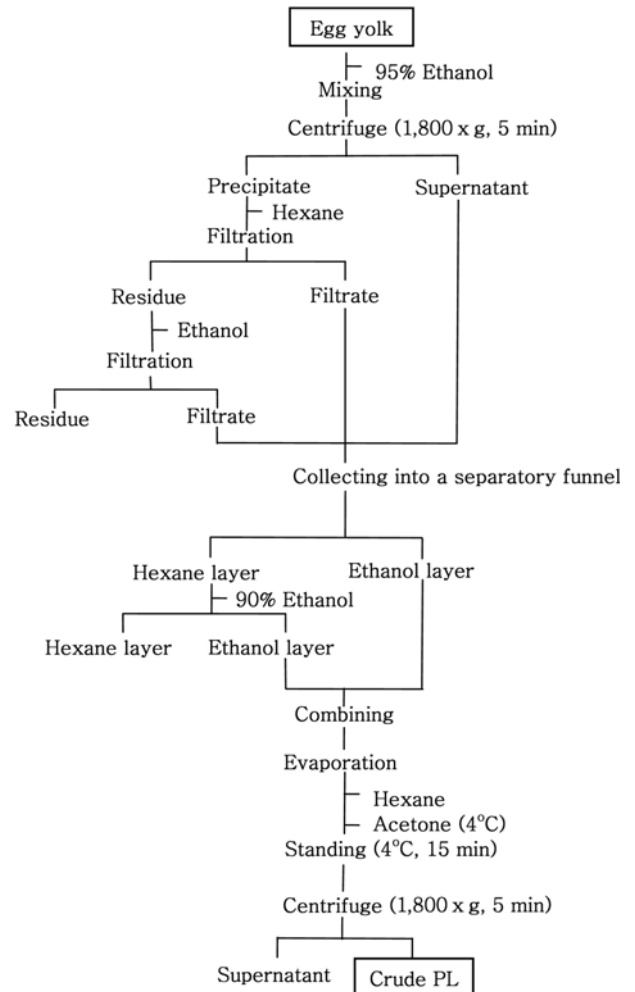 Egg yolk
95% Ethanol
Mixing
Centrifuge (1,800 x g, 5 min)
Precipitate
Supernatant
Hexane
Filtration
Residue
Filtrate
Ethanol
Filtration
Residue
Filtrate
Collecting into a separatory funnel
Hexane layer
Ethanol layer
90% Ethanol
Hexane layer
Ethanol layer
Combining
Evaporation
Hexane
Acetone (4°C)
Standing (4°C, 15 min)
Centrifuge (1,800 x g, 5 min)
Supernatant
Crude PL